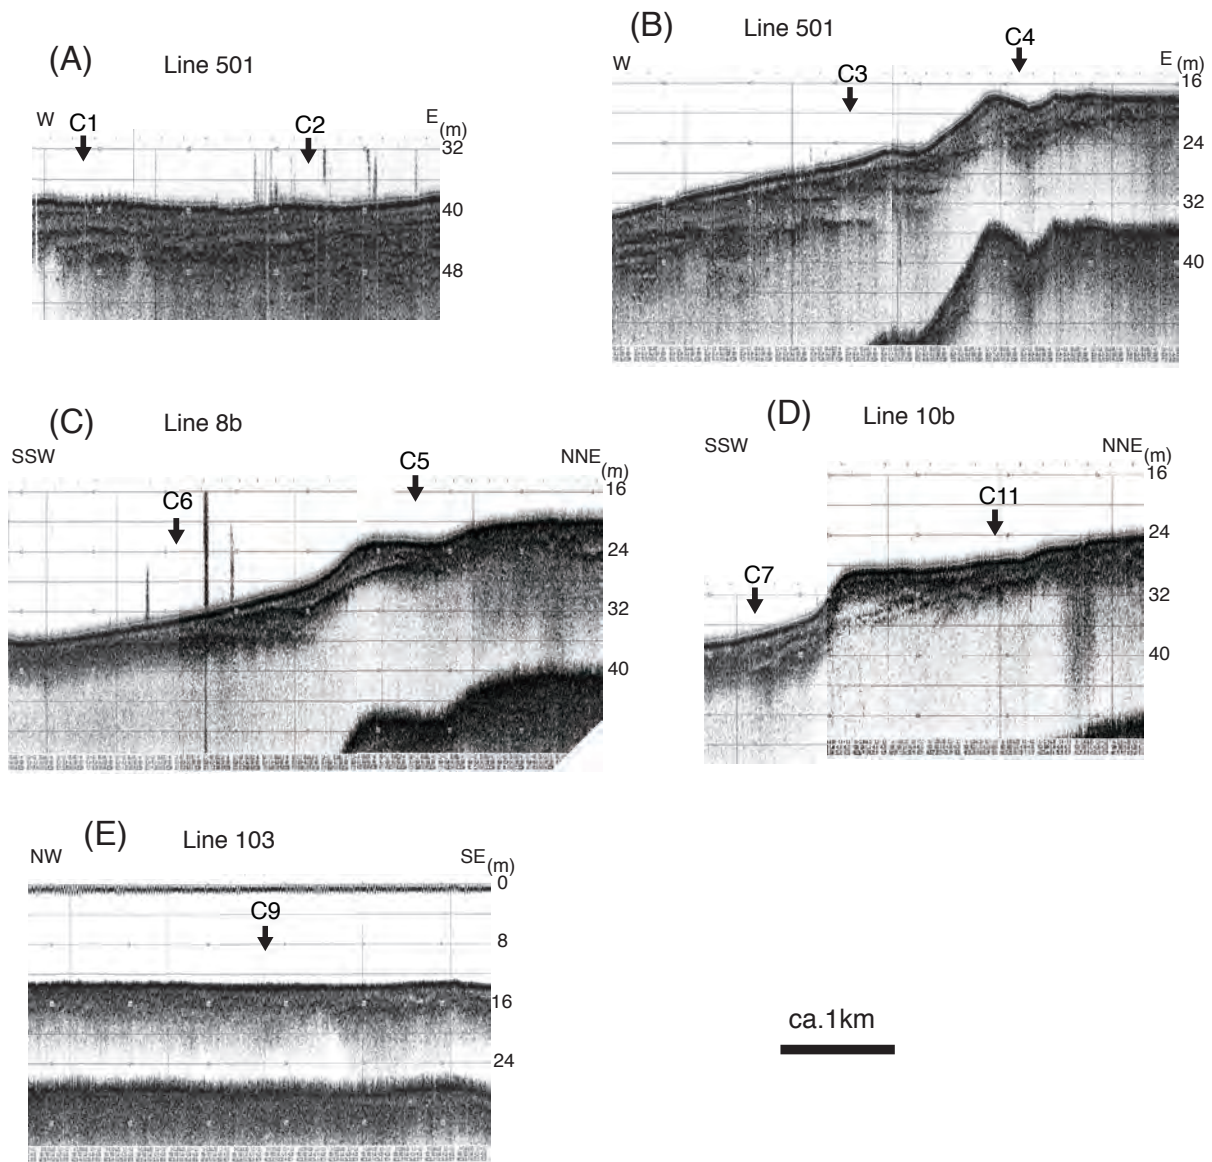 (A) Line 501
W C1 C2 E (m)
32
40
48
(B) Line 501
W C3 C4 E (m)
16
24
32
40
(C) Line 8b
SSW C6 C5 NNE (m)
16
24
32
40
(D) Line 10b
SSW C7 C11 NNE (m)
16
24
32
40
(E) Line 103
NW C9 SE (m)
0
8
16
24
ca.1km